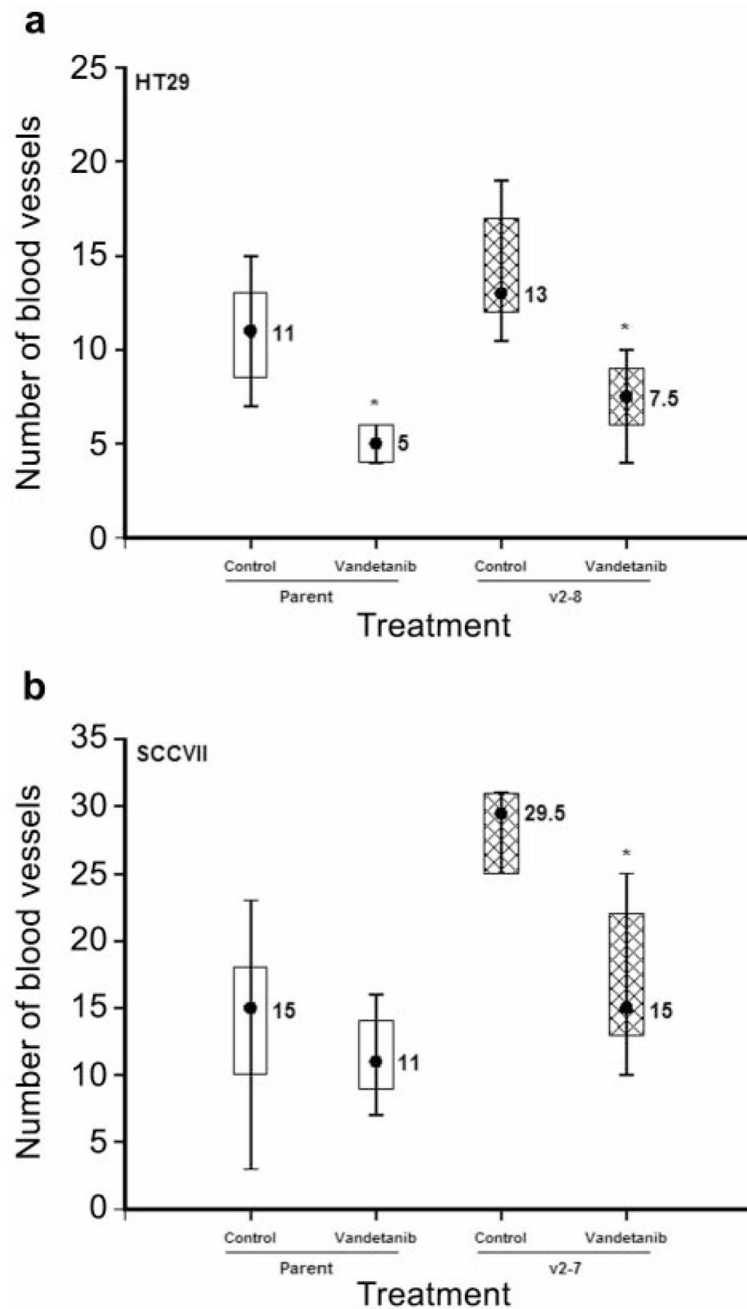 a
HT29
25
20
15
10
5
0
Number of blood vessels
11
*
5
13
*
7.5
Control Vandetanib Control Vandetanib
Parent v2-8
Treatment
b
SCCVII
35
30
25
20
15
10
5
0
Number of blood vessels
15
11
29.5
*
15
Control Vandetanib Control Vandetanib
Parent v2-7
Treatment